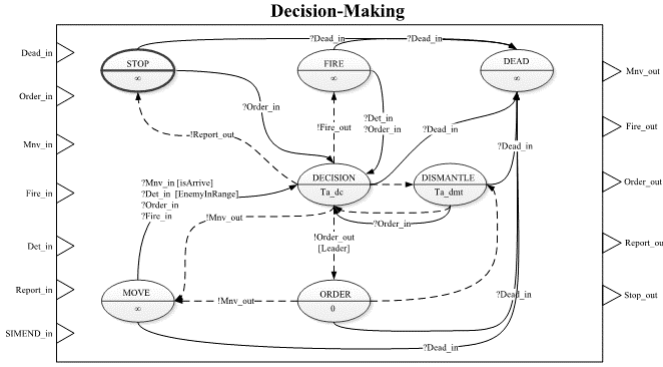 Decision-Making
Dead_in
Order_in
Mnv_in
Fire_in
Det_in
Report_in
SIMEND_in
?Dead_in
?Dead_in
STOP
∞
FIRE
∞
DEAD
∞
?Order_in
!Report_out
!Fire_out
?Det_in
?Order_in
?Dead_in
?Dead_in
DECISION
Ta_dc
DISMANTLE
Ta_dmt
?Mnv_in [isArrive]
?Det_in [EnemyInRange]
?Order_in
?Fire_in
!Mnv_out
?Order_in
!Order_out
[Leader]
MOVE
∞
!Mnv_out
ORDER
0
?Dead_in
?Dead_in
Mnv_out
Fire_out
Order_out
Report_ou
Stop_out